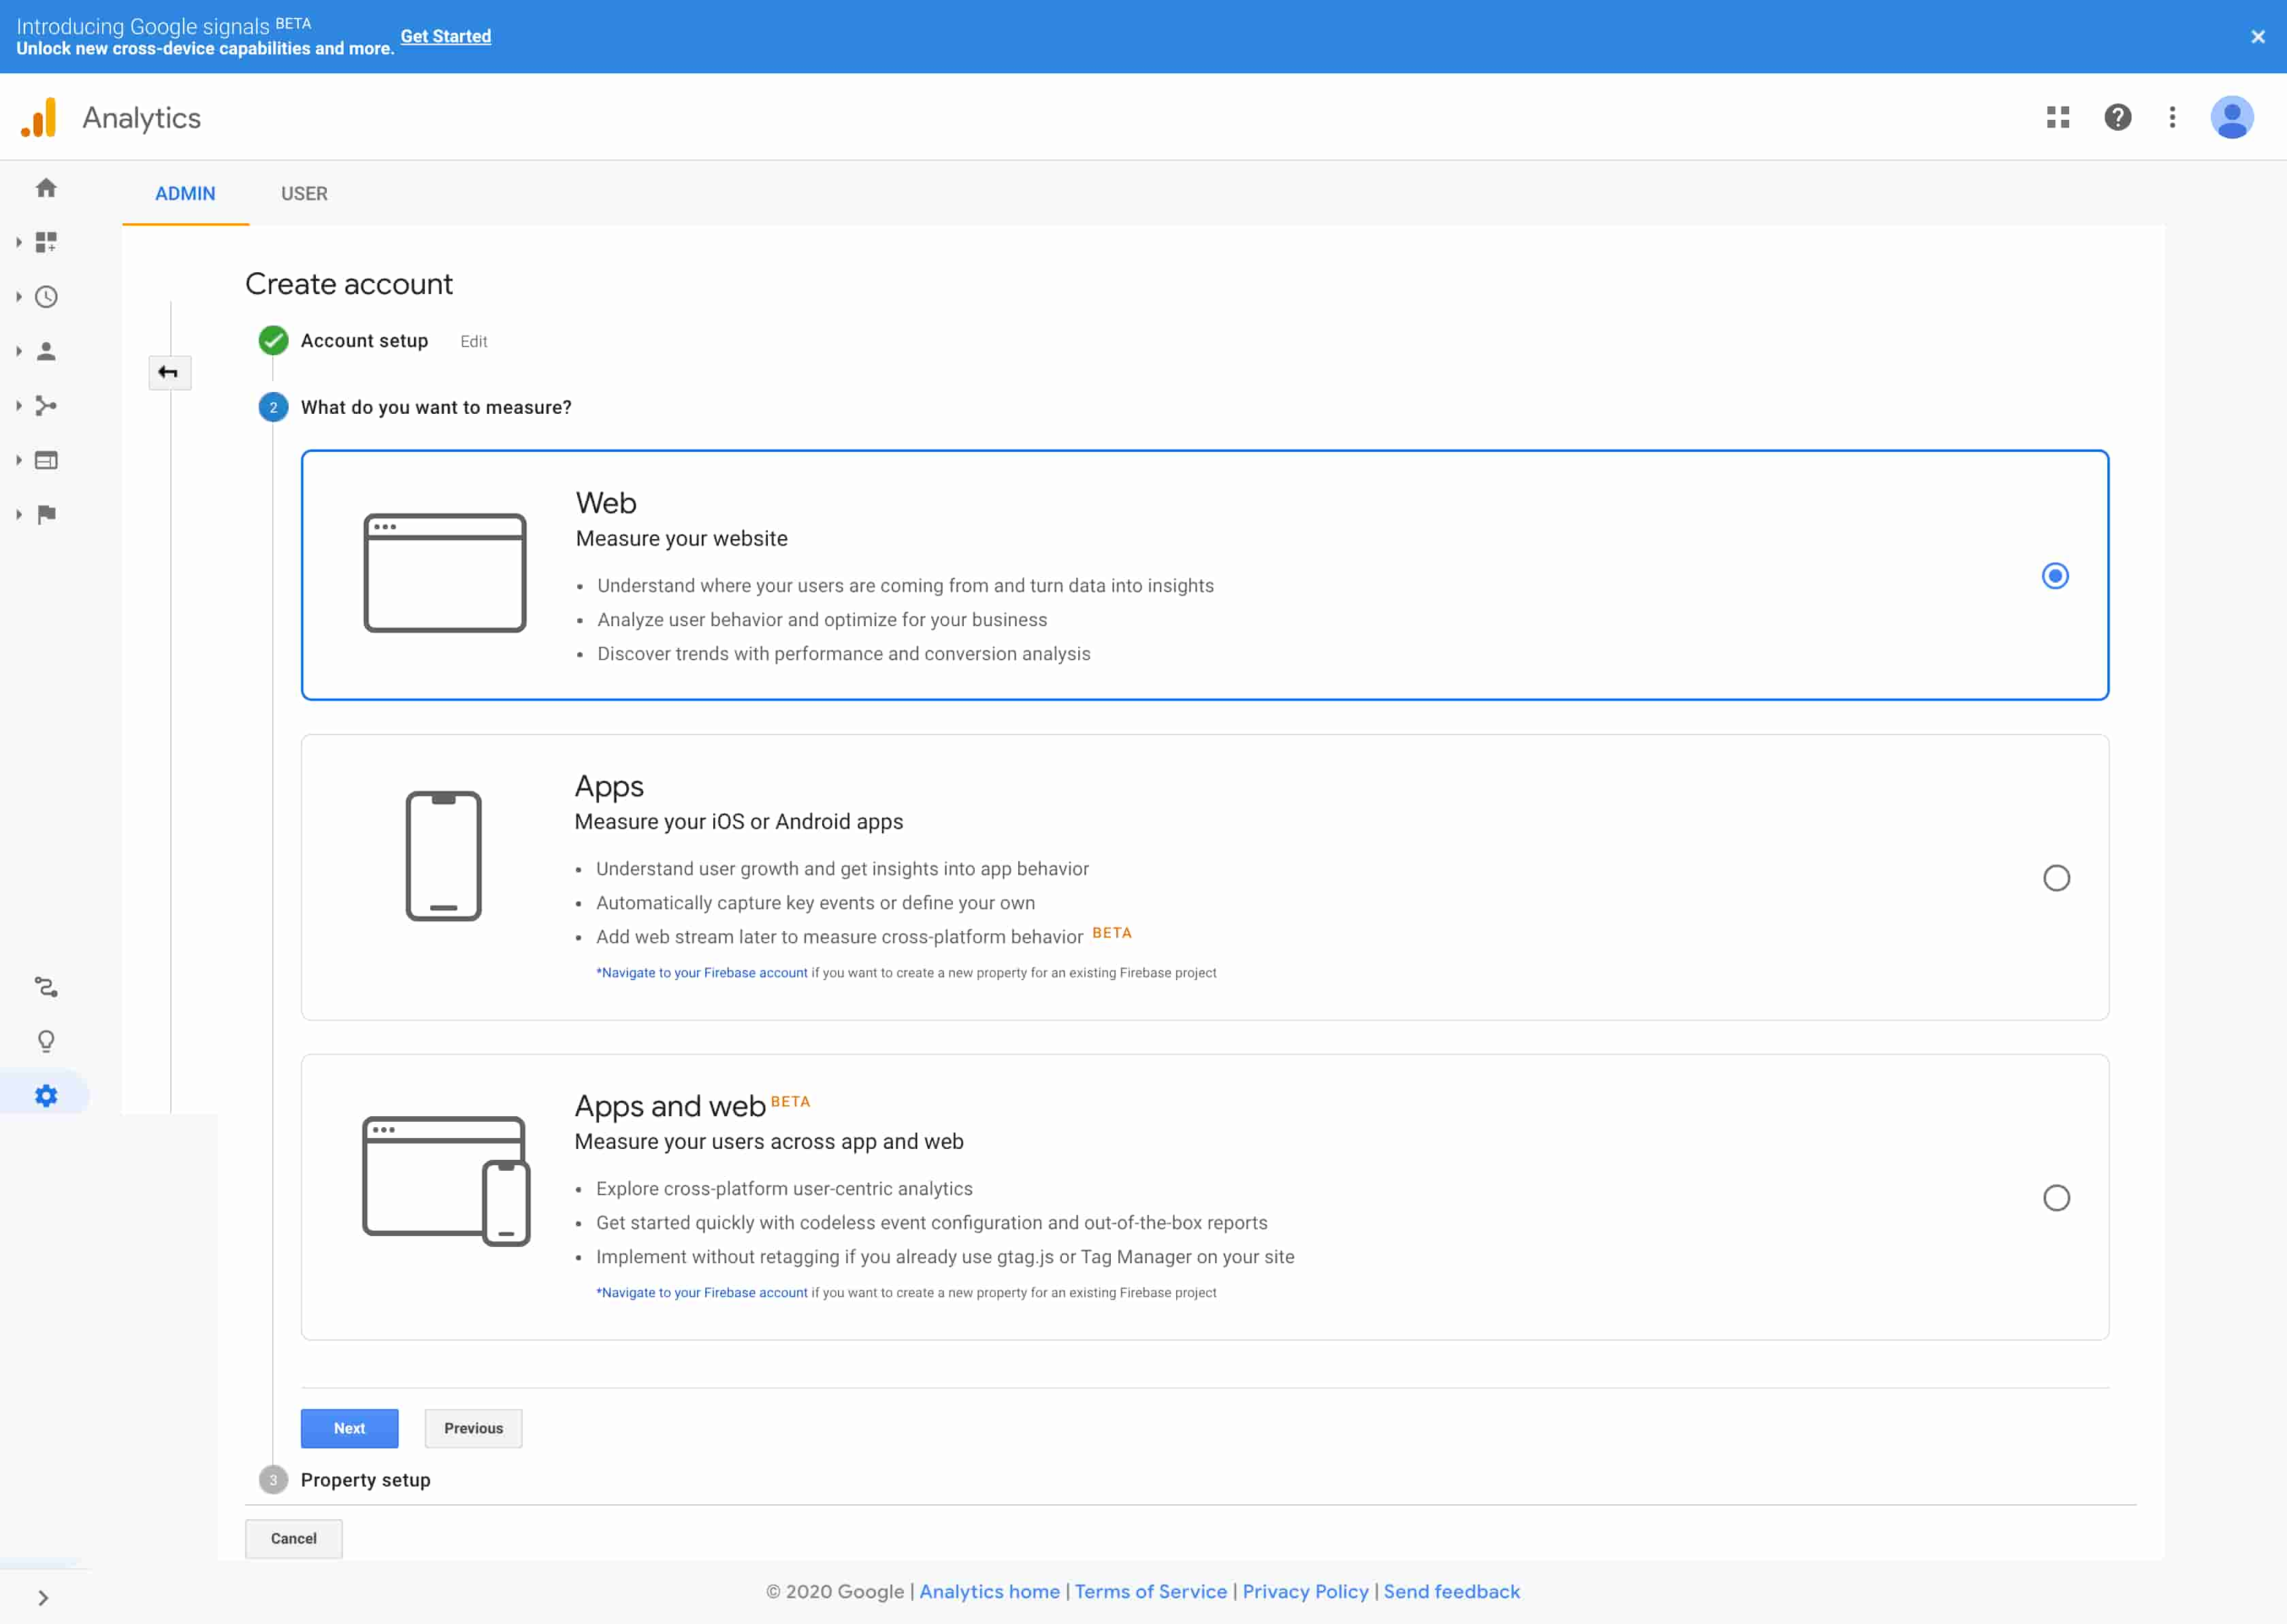 Introducing Google signals BETA
Unlock new cross-device capabilities and more. Get Started
Analytics
ADMIN USER
Create account
Account setup Edit
2 What do you want to measure?
Web
Measure your website
• Understand where your users are coming from and turn data into insights
• Analyze user behavior and optimize for your business
• Discover trends with performance and conversion analysis
Apps
Measure your iOS or Android apps
• Understand user growth and get insights into app behavior
• Automatically capture key events or define your own
• Add web stream later to measure cross-platform behavior BETA
*Navigate to your Firebase account if you want to create a new property for an existing Firebase project
Apps and web BETA
Measure your users across app and web
• Explore cross-platform user-centric analytics
• Get started quickly with codeless event configuration and out-of-the-box reports
• Implement without retagging if you already use gtag.js or Tag Manager on your site
*Navigate to your Firebase account if you want to create a new property for an existing Firebase project
Next Previous
3 Property setup
Cancel
© 2020 Google | Analytics home | Terms of Service | Privacy Policy | Send feedback